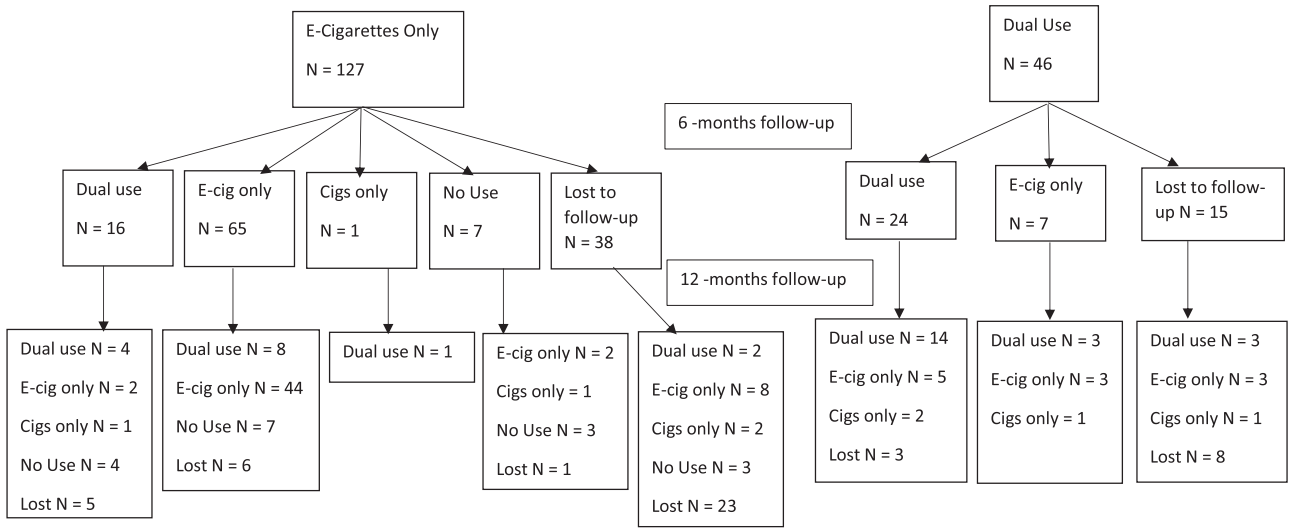 E-Cigarettes Only
N = 127
Dual Use
N = 46
6 -months follow-up
Dual use
N = 16
E-cig only
N = 65
Cigs only
N = 1
No Use
N = 7
Lost to
follow-up
N = 38
Dual use
N = 24
E-cig only
N = 7
Lost to follow-
up N = 15
12 -months follow-up
Dual use N = 4
E-cig only N = 2
Cigs only N = 1
No Use N = 4
Lost N = 5
Dual use N = 8
E-cig only N = 44
No Use N = 7
Lost N = 6
Dual use N = 1
E-cig only N = 2
Cigs only = 1
No Use N = 3
Lost N = 1
Dual use N = 2
E-cig only N = 8
Cigs only N = 2
No Use N = 3
Lost N = 23
Dual use N = 14
E-cig only N = 5
Cigs only = 2
Lost N = 3
Dual use N = 3
E-cig only N = 3
Cigs only = 1
Dual use N = 3
E-cig only N = 3
Cigs only N = 1
Lost N = 8